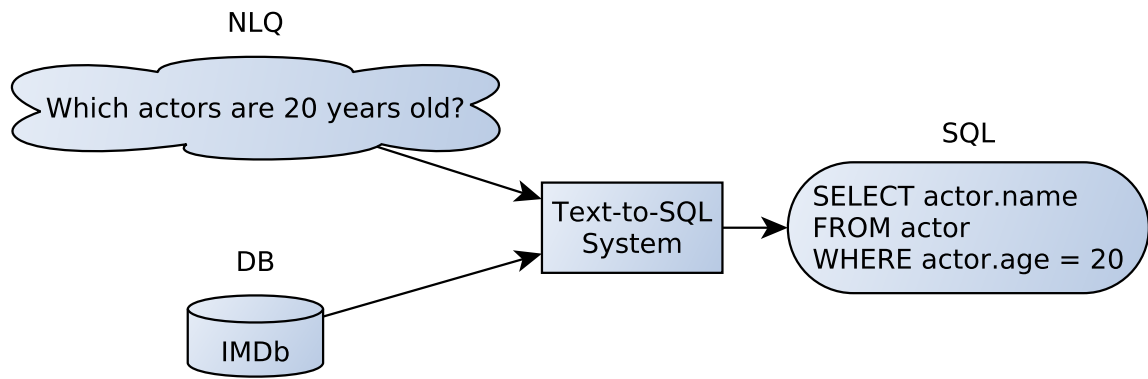 NLQ
Which actors are 20 years old?
DB
IMDb
Text-to-SQL
System
SQL
SELECT actor.name
FROM actor
WHERE actor.age = 20